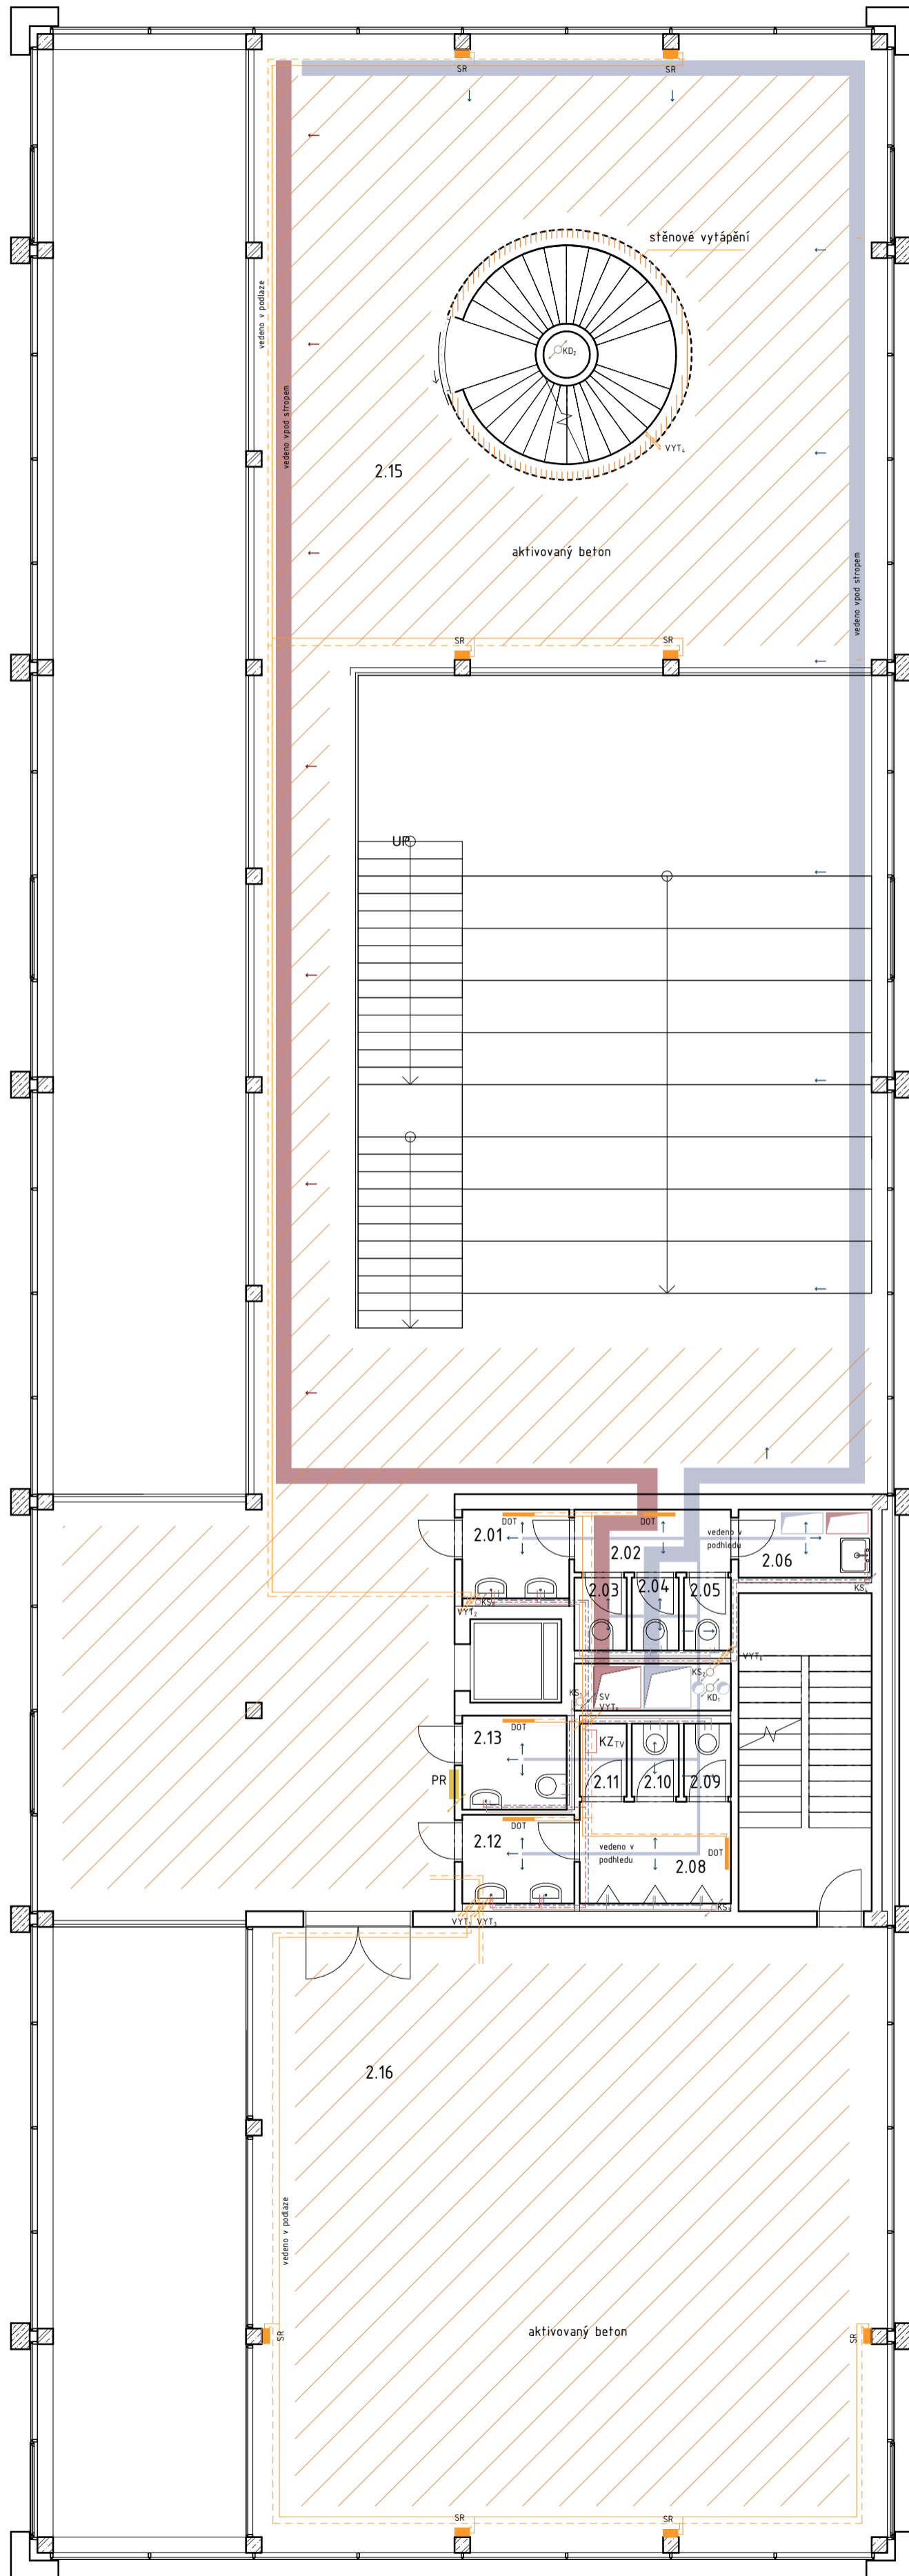 SR
SR
stěnové vytápění
vedeno v podlaze
KD₂
vedeno vpod stropem
VYT₄
2.15
aktivovaný beton
vedeno vpod stropem
SR
SR
UP
DOT
DOT
2.01
2.02
vedeno v
podhledu
2.06
2.03
2.04
2.05
VYT₂
VYT₅
KS₂
KS₁
SV
KD₁
DOT
2.13
KZTV
PR
2.11
2.10
2.09
DOT
2.12
vedeno v
podhledu
DOT
2.08
VYT₃
2.16
vedeno v podlaze
aktivovaný beton
SR
SR
SR
SR